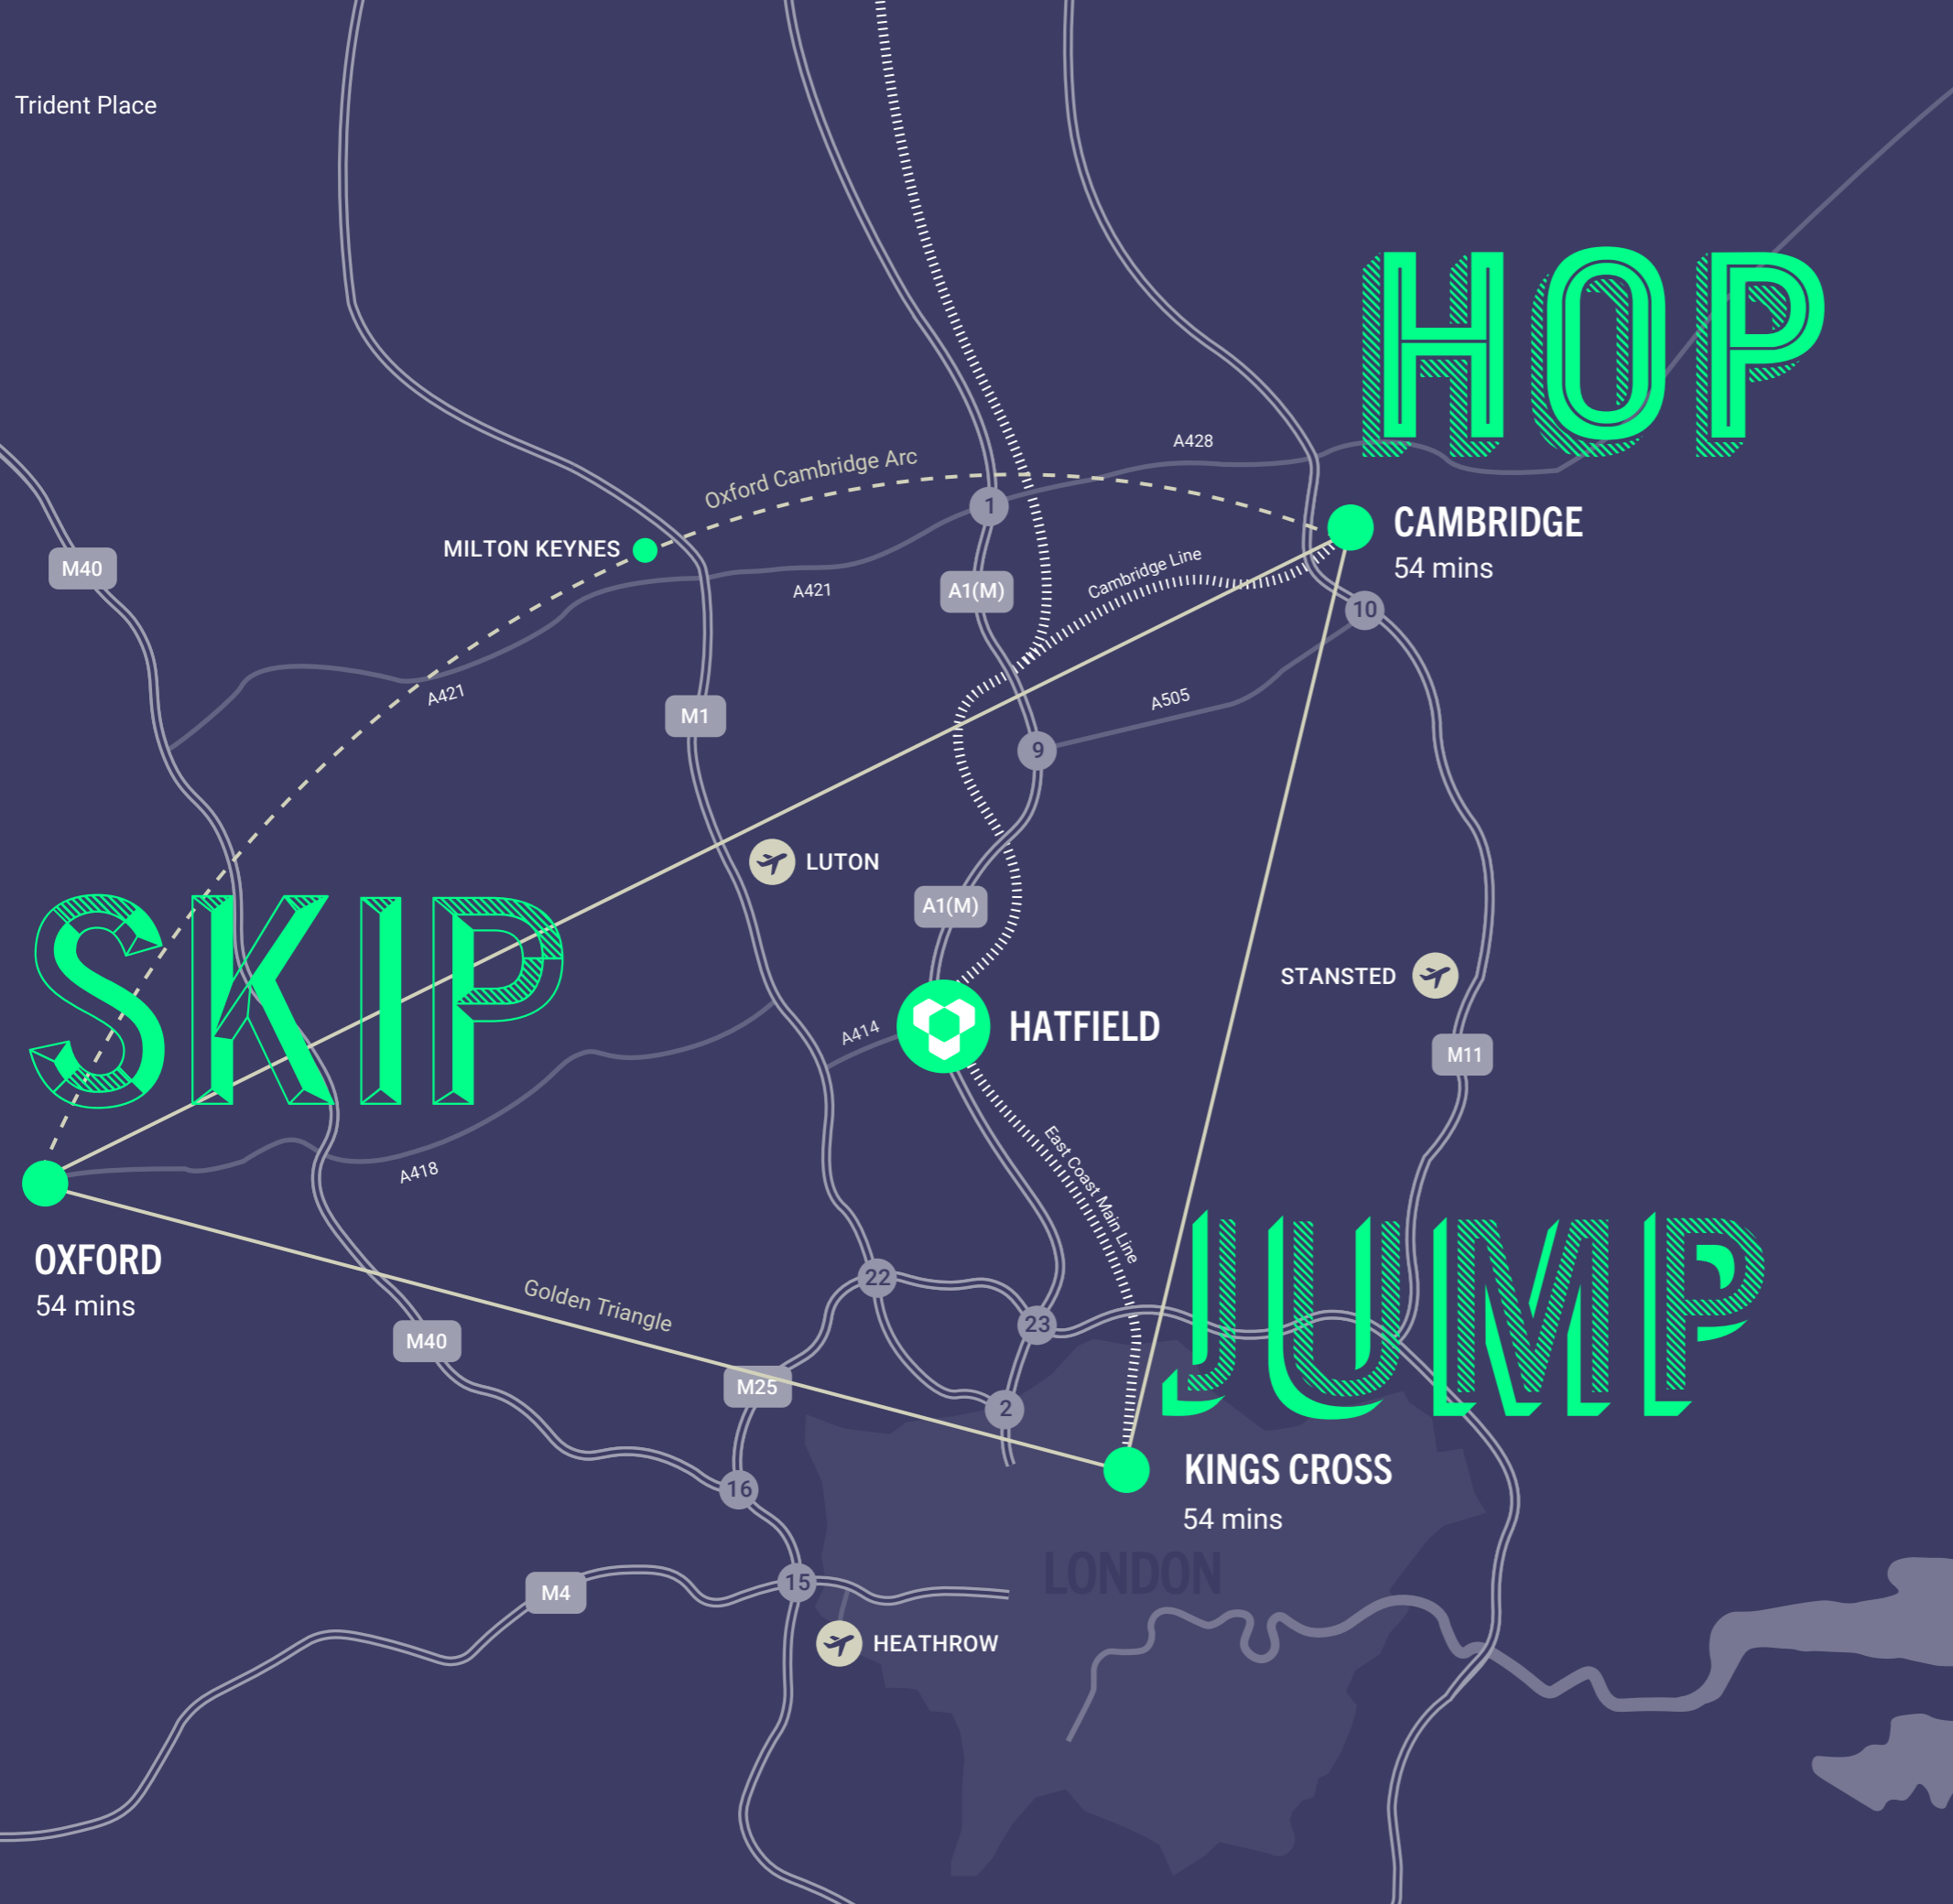 Trident Place
HOP
A428
Oxford Cambridge Arc
1
CAMBRIDGE
54 mins
MILTON KEYNES
M40
A421
A1(M)
Cambridge Line
10
A421
M1
A505
9
LUTON
A1(M)
SKIP
STANSTED
HATFIELD
A414
M11
A418
East Coast Main Line
OXFORD
54 mins
JUMP
22
Golden Triangle
23
M40
M25
2
KINGS CROSS
54 mins
16
LONDON
15
M4
HEATHROW